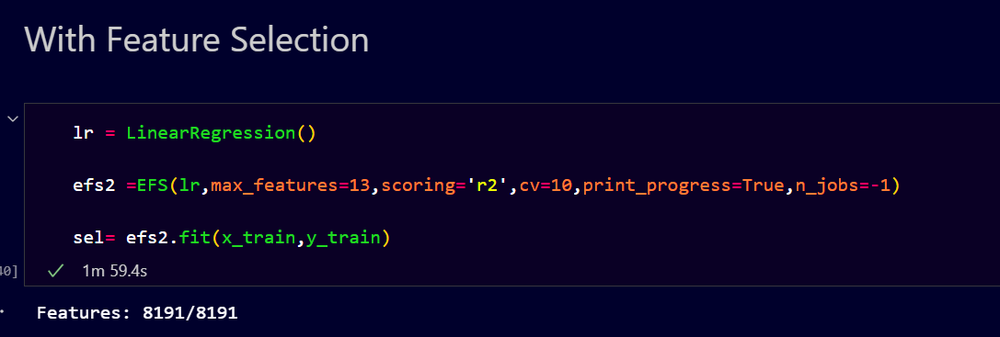 With Feature Selection
lr = LinearRegression()
efs2 =EFS(lr,max_features=13,scoring='r2',cv=10,print_progress=True,n_jobs=-1)
sel= efs2.fit(x_train,y_train)
40] 1m 59.4s
Features: 8191/8191